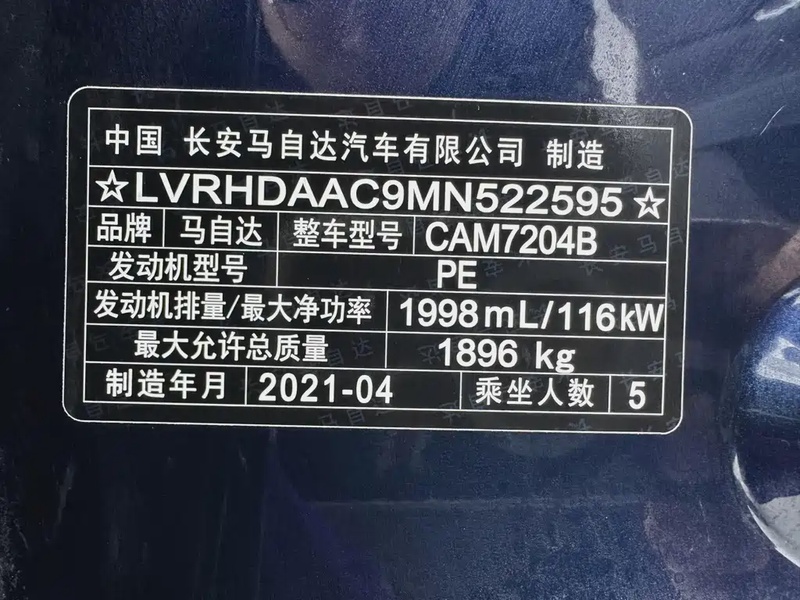 中国 长安马自达汽车有限公司 制造
☆LVRHDAAC9MN522595☆
品牌 马自达 整车型号 CAM7204B
发动机型号 PE
发动机排量/最大净功率 1998mL/116kW
最大允许总质量 1896 kg
制造年月 2021-04 乘坐人数 5